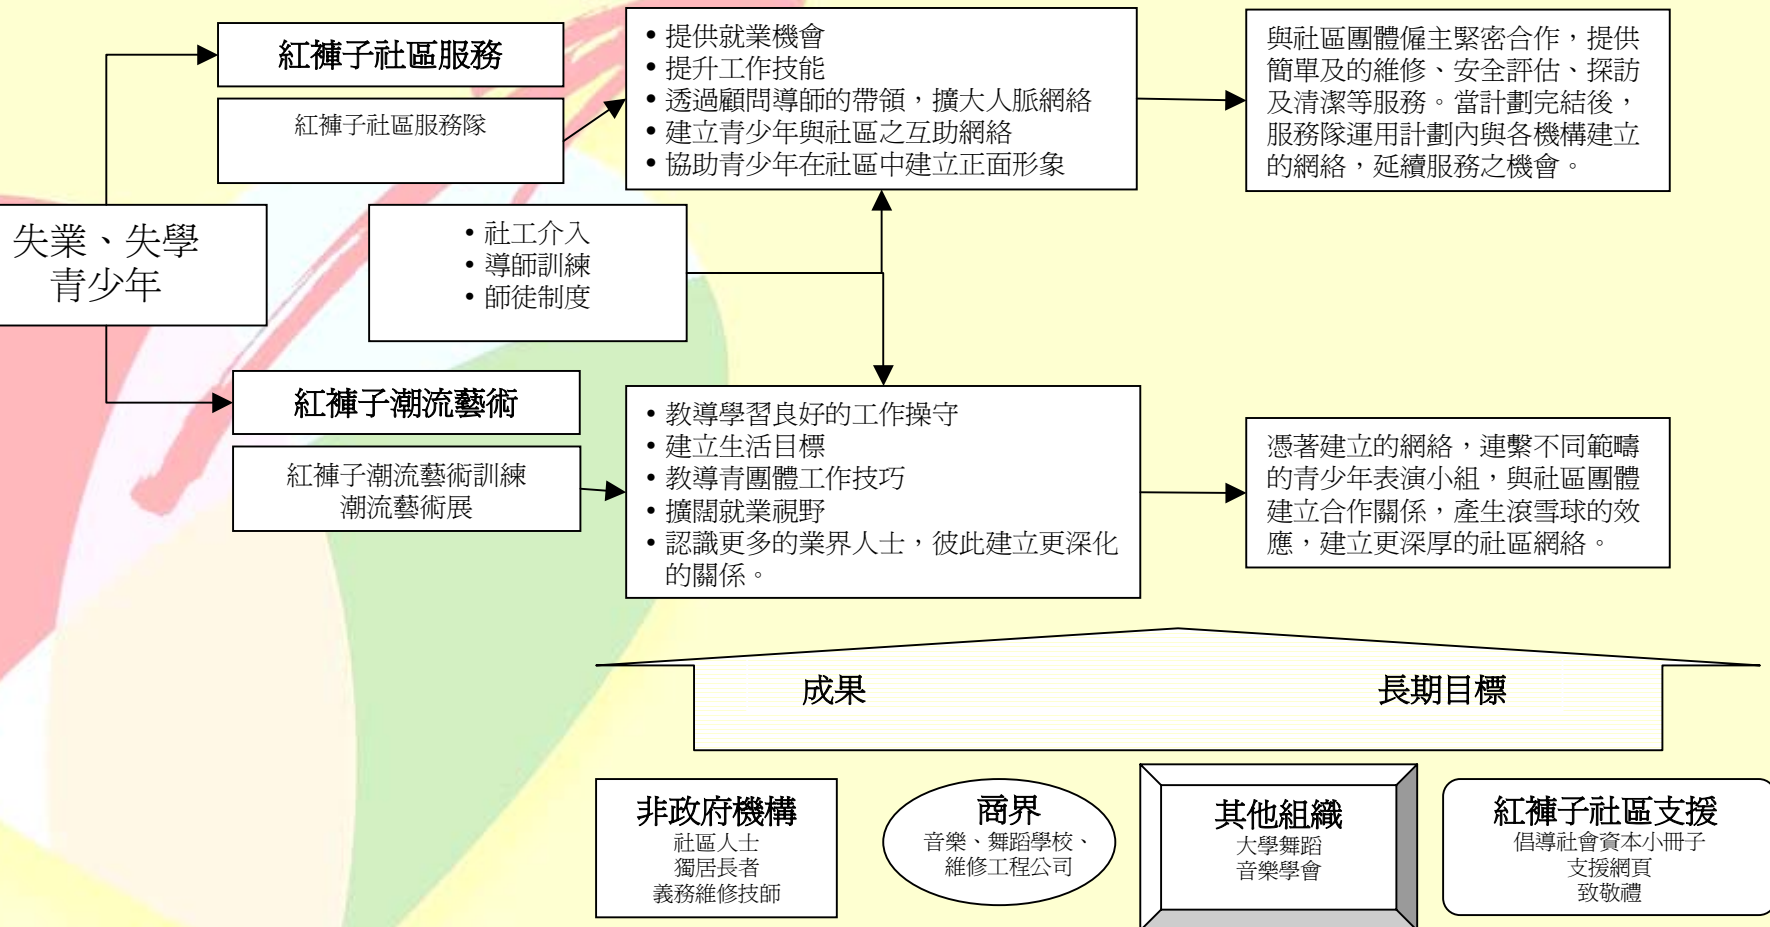 紅褲子社區服務
紅褲子社區服務隊
• 提供就業機會
• 提升工作技能
• 透過顧問導師的帶領，擴大人脈網絡
• 建立青少年與社區之互助網絡
• 協助青少年在社區中建立正面形象
與社區團體僱主緊密合作，提供
簡單及的維修、安全評估、探訪
及清潔等服務。當計劃完結後，
服務隊運用計劃內與各機構建立
的網絡，延續服務之機會。
失業、失學
青少年
• 社工介入
• 導師訓練
• 師徒制度
紅褲子潮流藝術
紅褲子潮流藝術訓練
潮流藝術展
• 教導學習良好的工作操守
• 建立生活目標
• 教導青團體工作技巧
• 擴闊就業視野
• 認識更多的業界人士，彼此建立更深化
的關係。
憑著建立的網絡，連繫不同範疇
的青少年表演小組，與社區團體
建立合作關係，產生滾雪球的效
應，建立更深厚的社區網絡。
成果
長期目標
非政府機構
社區人士
獨居長者
義務維修技師
商界
音樂、舞蹈學校、
維修工程公司
其他組織
大學舞蹈
音樂學會
紅褲子社區支援
倡導社會資本小冊子
支援網頁
致敬禮